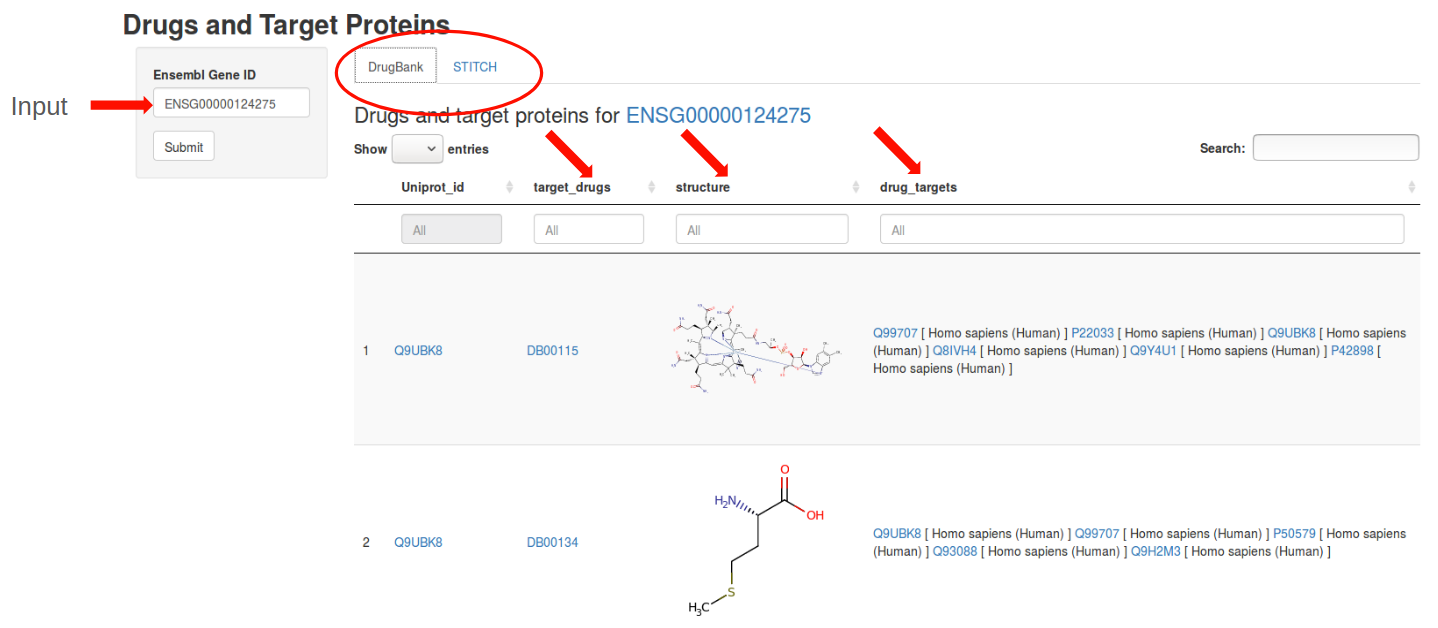 Drugs and Target Proteins
Input
Ensembl Gene ID
ENSG00000124275
Submit
DrugBank STITCH
Drugs and target proteins for ENSG00000124275
Show entries
Search:
Uniprot_id target_drugs structure drug_targets
All All All All
1 Q9UBK8 DB00115
Q99707 [ Homo sapiens (Human) ] P22033 [ Homo sapiens (Human) ] Q9UBK8 [ Homo sapiens
(Human) ] Q8IVH4 [ Homo sapiens (Human) ] Q9Y4U1 [ Homo sapiens (Human) ] P42898 [
Homo sapiens (Human) ]
2 Q9UBK8 DB00134
O
H2N
OH
S
H3C
Q9UBK8 [ Homo sapiens (Human) ] Q99707 [ Homo sapiens (Human) ] P50579 [ Homo sapiens
(Human) ] Q93088 [ Homo sapiens (Human) ] Q9H2M3 [ Homo sapiens (Human) ]